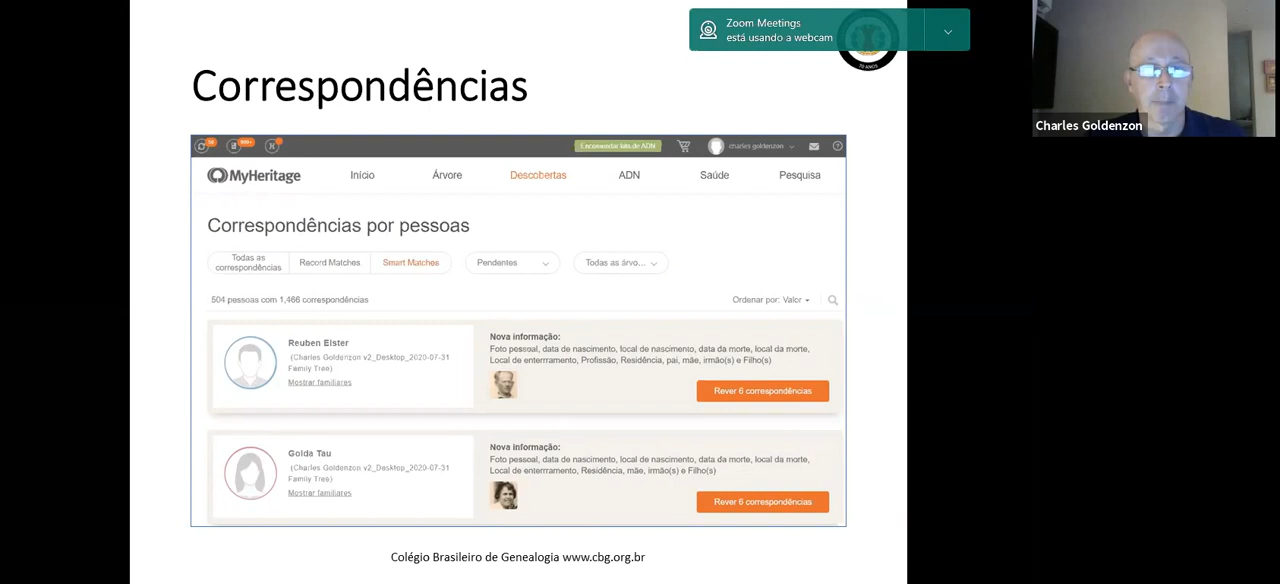 Zoom Meetings
está usando a webcam
70 ANOS
Charles Goldenzon
Correspondências
Encomendar kits de ADN
charles goldenzon
MyHeritage
Início
Árvore
Descobertas
ADN
Saúde
Pesquisa
Correspondências por pessoas
Todas as
correspondências
Record Matches
Smart Matches
Pendentes
Todas as árvo...
504 pessoas com 1,466 correspondências
Ordenar por: Valor
Reuben Elster
(Charles Goldenzon v2_Desktop_2020-07-31
Family Tree)
Mostrar familiares
Nova informação:
Foto pessoal, data de nascimento, local de nascimento, data da morte, local da morte,
Local de enterrramento, Profissão, Residência, pai, mãe, irmão(s) e Filho(s)
Rever 6 correspondências
Golda Tau
(Charles Goldenzon v2_Desktop_2020-07-31
Family Tree)
Mostrar familiares
Nova informação:
Foto pessoal, data de nascimento, local de nascimento, data da morte, local da morte,
Local de enterrramento, Residência, mãe, irmão(s) e Filho(s)
Rever 6 correspondências
Colégio Brasileiro de Genealogia www.cbg.org.br